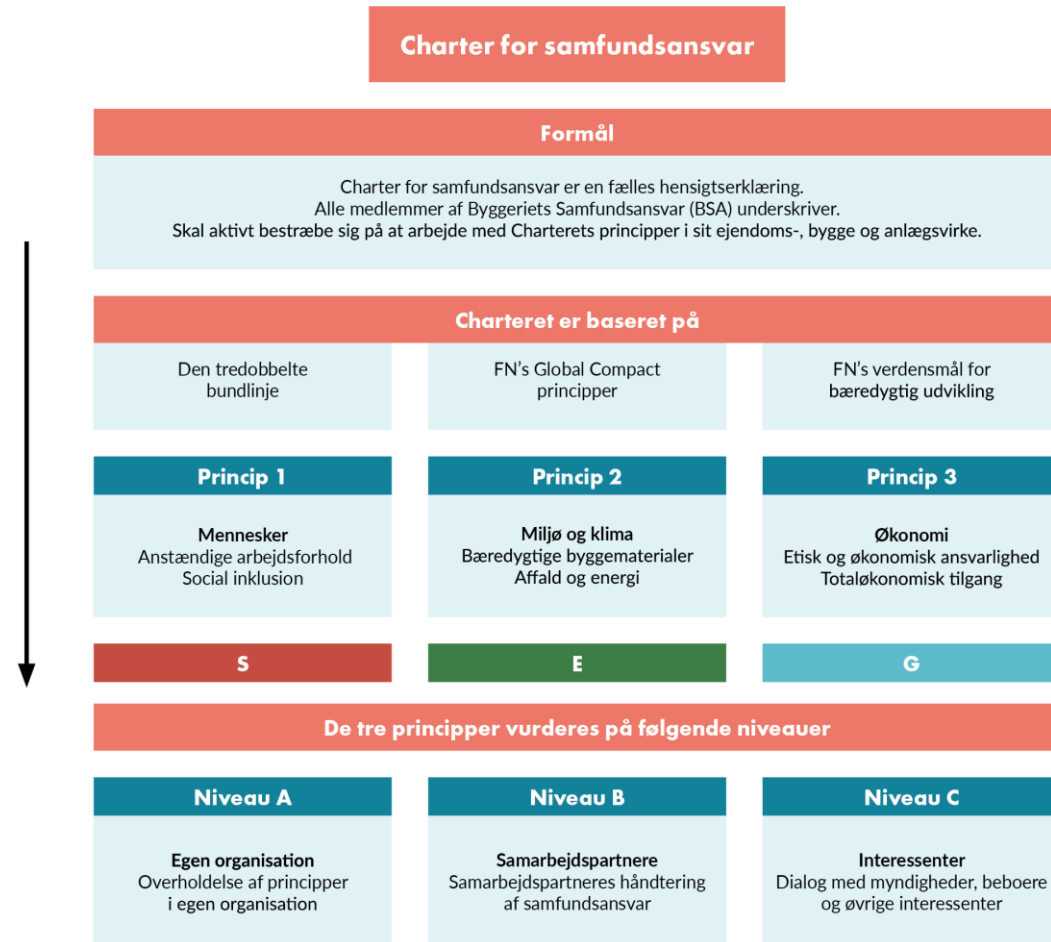 Charter for samfundsansvar
Formål
Charter for samfundsansvar er en fælles hensigtserklæring.
Alle medlemmer af Byggeriets Samfundsansvar (BSA) underskriver.
Skal aktivt bestræbe sig på at arbejde med Charterets principper i sit ejendoms-, bygge og anlægsvirke.
Charteret er baseret på
Den tredobbelte
bundlinje
FN's Global Compact
principper
FN's verdensmål for
bæredygtig udvikling
Princip 1
Mennesker
Anstændige arbejdsforhold
Social inklusion
Princip 2
Miljø og klima
Bæredygtige byggematerialer
Affald og energi
Princip 3
Økonomi
Etisk og økonomisk ansvarlighed
Totaløkonomisk tilgang
S
E
G
De tre principper vurderes på følgende niveauer
Niveau A
Egen organisation
Overholdelse af principper
i egen organisation
Niveau B
Samarbejdspartnere
Samarbejdspartneres håndtering
af samfundsansvar
Niveau C
Interessenter
Dialog med myndigheder, beboere
og øvrige interessenter